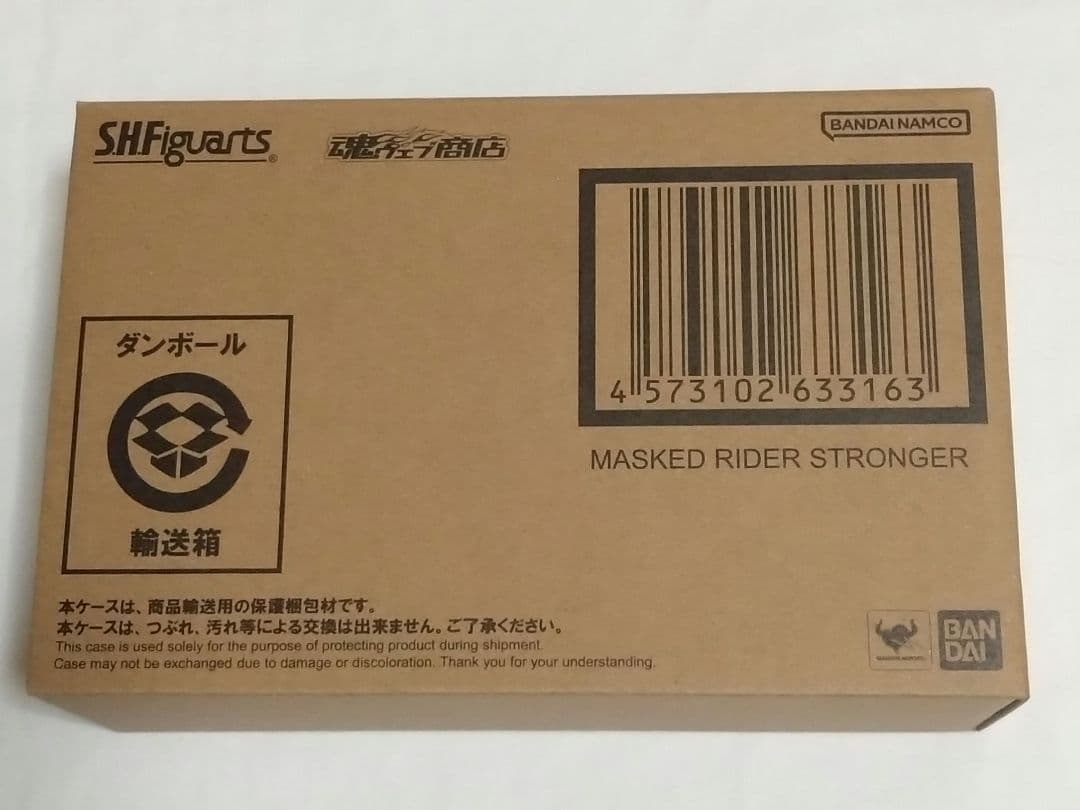 S.H.Figuarts®
魂ウェブ商店
BANDAI NAMCO
4 573102 633163
MASKED RIDER STRONGER
ダンボール
輸送箱
本ケースは、商品輸送用の保護梱包材です。
本ケースは、つぶれ、汚れ等による交換は出来ません。ご了承ください。
This case is used solely for the purpose of protecting product during shipment.
Case may not be exchanged due to damage or discoloration. Thank you for your understanding.
BAN
DAI